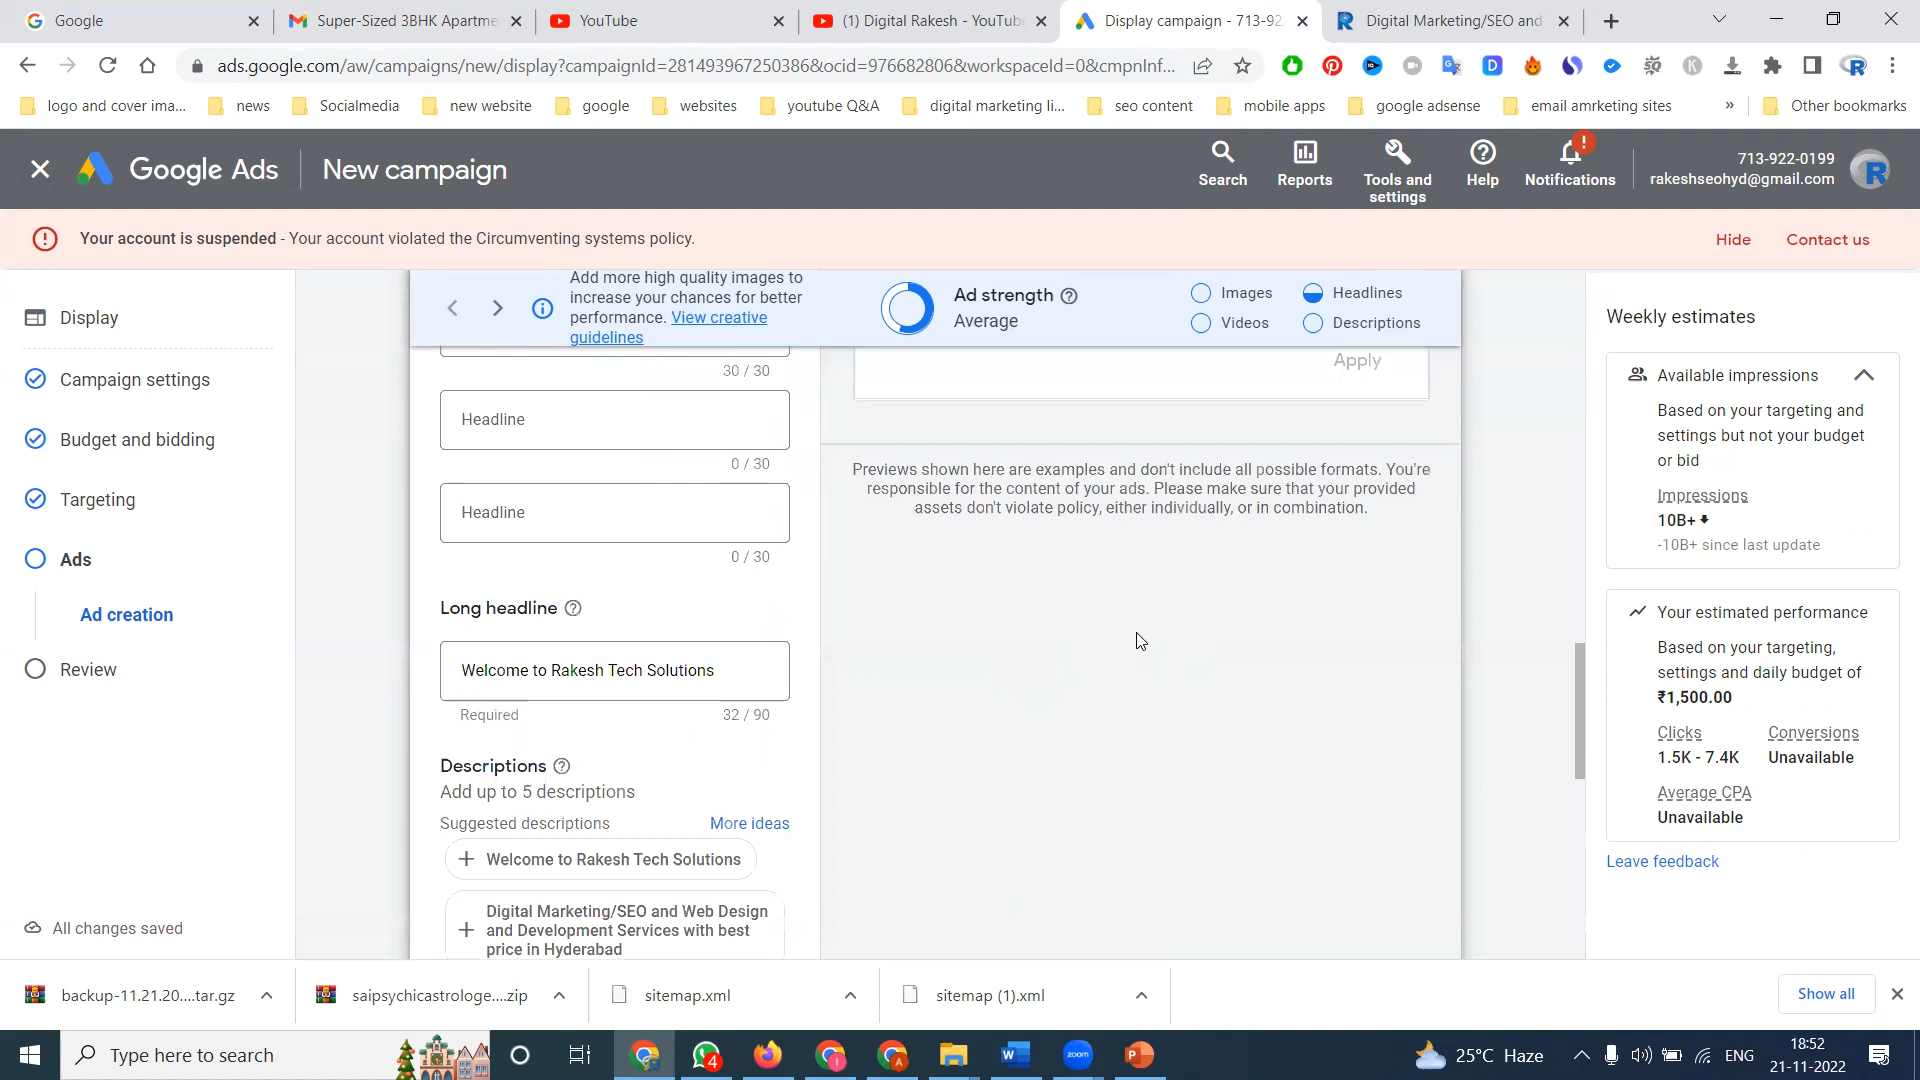 Google
Super-Sized 3BHK Apartme
YouTube
(1) Digital Rakesh - YouTub
Display campaign - 713-92
Digital Marketing/SEO and
ads.google.com/aw/campaigns/new/display?campaignId=281493967250386&ocid=976682806&workspaceId=0&cmpnInf...
logo and cover ima...
news
Socialmedia
new website
google
websites
youtube Q&A
digital marketing li...
seo content
mobile apps
google adsense
email amrketing sites
»
Other bookmarks
Google Ads
New campaign
Search
Reports
Tools and
settings
Help
Notifications
713-922-0199
rakeshseohyd@gmail.com
Your account is suspended - Your account violated the Circumventing systems policy.
Hide
Contact us
Display
Campaign settings
Budget and bidding
Targeting
Ads
Ad creation
Review
All changes saved
Add more high quality images to
increase your chances for better
performance. View creative
guidelines
Ad strength
Average
Images
Headlines
Videos
Descriptions
30 / 30
Headline
0 / 30
Headline
0 / 30
Long headline
Welcome to Rakesh Tech Solutions
Required
32 / 90
Descriptions
Add up to 5 descriptions
Suggested descriptions
More ideas
Welcome to Rakesh Tech Solutions
Digital Marketing/SEO and Web Design
and Development Services with best
price in Hyderabad
Apply
Previews shown here are examples and don't include all possible formats. You're
responsible for the content of your ads. Please make sure that your provided
assets don't violate policy, either individually, or in combination.
Weekly estimates
Available impressions
Based on your targeting and
settings but not your budget
or bid
Impressions
10B+
-10B+ since last update
Your estimated performance
Based on your targeting,
settings and daily budget of
₹1,500.00
Clicks
Conversions
1.5K - 7.4K
Unavailable
Average CPA
Unavailable
Leave feedback
backup-11.21.20....tar.gz
saipsychicastrologe....zip
sitemap.xml
sitemap (1).xml
Show all
Type here to search
4
zoom
25°C Haze
ENG
18:52
21-11-2022